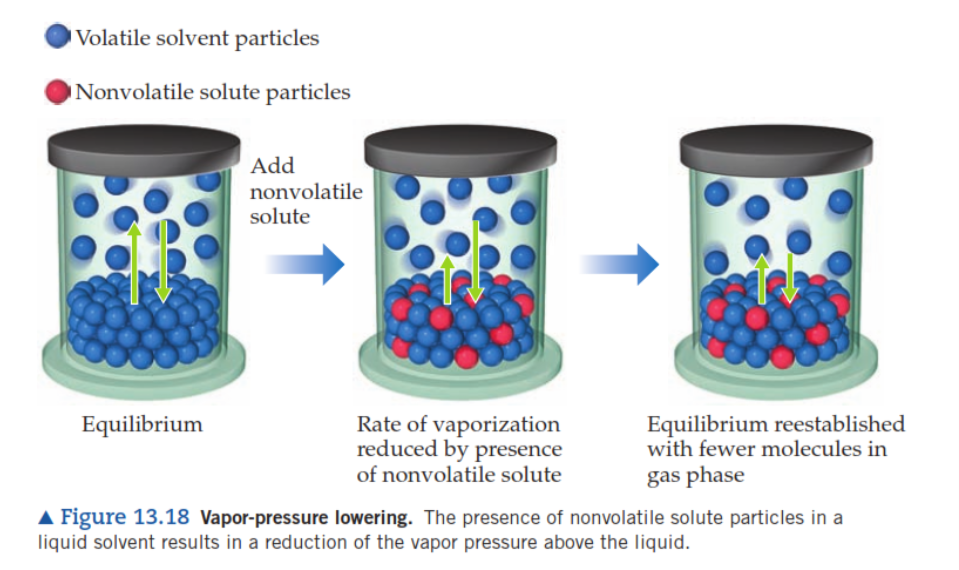 Volatile solvent particles
Nonvolatile solute particles
Add
nonvolatile
solute
Equilibrium
Rate of vaporization
reduced by presence
of nonvolatile solute
Equilibrium reestablished
with fewer molecules in
gas phase
▲ Figure 13.18 Vapor-pressure lowering. The presence of nonvolatile solute particles in a
liquid solvent results in a reduction of the vapor pressure above the liquid.